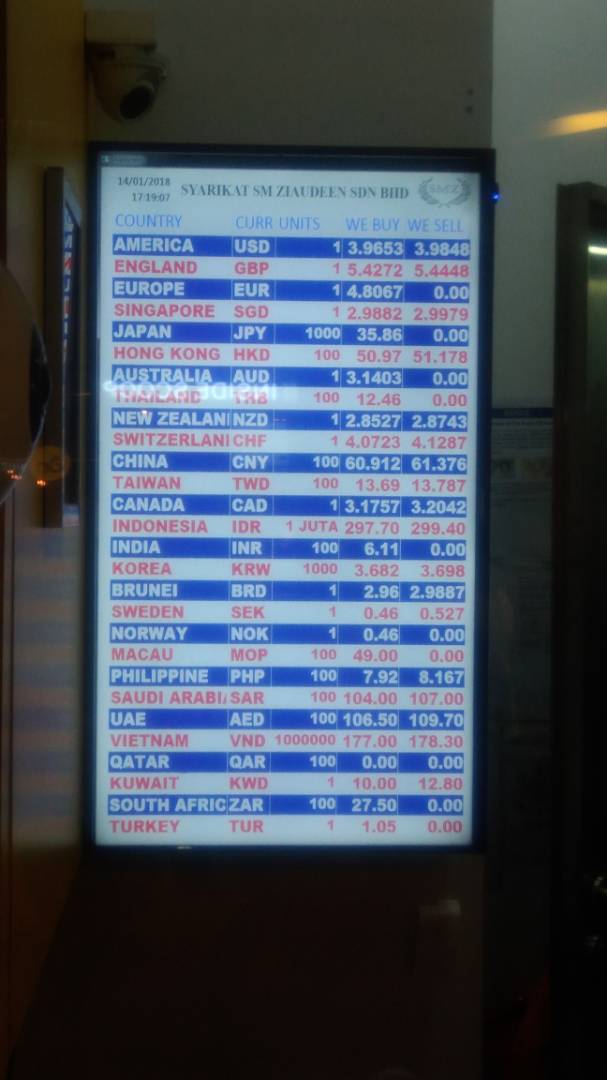 14/01/2018
17:19:07
SYARIKAT SM ZIAUDEEN SDN BHD
SMZ
COUNTRY CURR UNITS WE BUY WE SELL
AMERICA USD 1 3.9653 3.9848
ENGLAND GBP 1 5.4272 5.4448
EUROPE EUR 1 4.8067 0.00
SINGAPORE SGD 1 2.9882 2.9979
JAPAN JPY 1000 35.86 0.00
HONG KONG HKD 100 50.97 51.178
AUSTRALIA AUD 1 3.1403 0.00
THAILAND THB 100 12.46 0.00
NEW ZEALAN NZD 1 2.8527 2.8743
SWITZERLAN CHF 1 4.0723 4.1287
CHINA CNY 100 60.912 61.376
TAIWAN TWD 100 13.69 13.787
CANADA CAD 1 3.1757 3.2042
INDONESIA IDR 1 JUTA 297.70 299.40
INDIA INR 100 6.11 0.00
KOREA KRW 1000 3.682 3.698
BRUNEI BRD 1 2.96 2.9887
SWEDEN SEK 1 0.46 0.527
NORWAY NOK 1 0.46 0.00
MACAU MOP 100 49.00 0.00
PHILIPPINE PHP 100 7.92 8.167
SAUDI ARABI SAR 100 104.00 107.00
UAE AED 100 106.50 109.70
VIETNAM VND 1000000 177.00 178.30
QATAR QAR 100 0.00 0.00
KUWAIT KWD 1 10.00 12.80
SOUTH AFRIC ZAR 100 27.50 0.00
TURKEY TUR 1 1.05 0.00